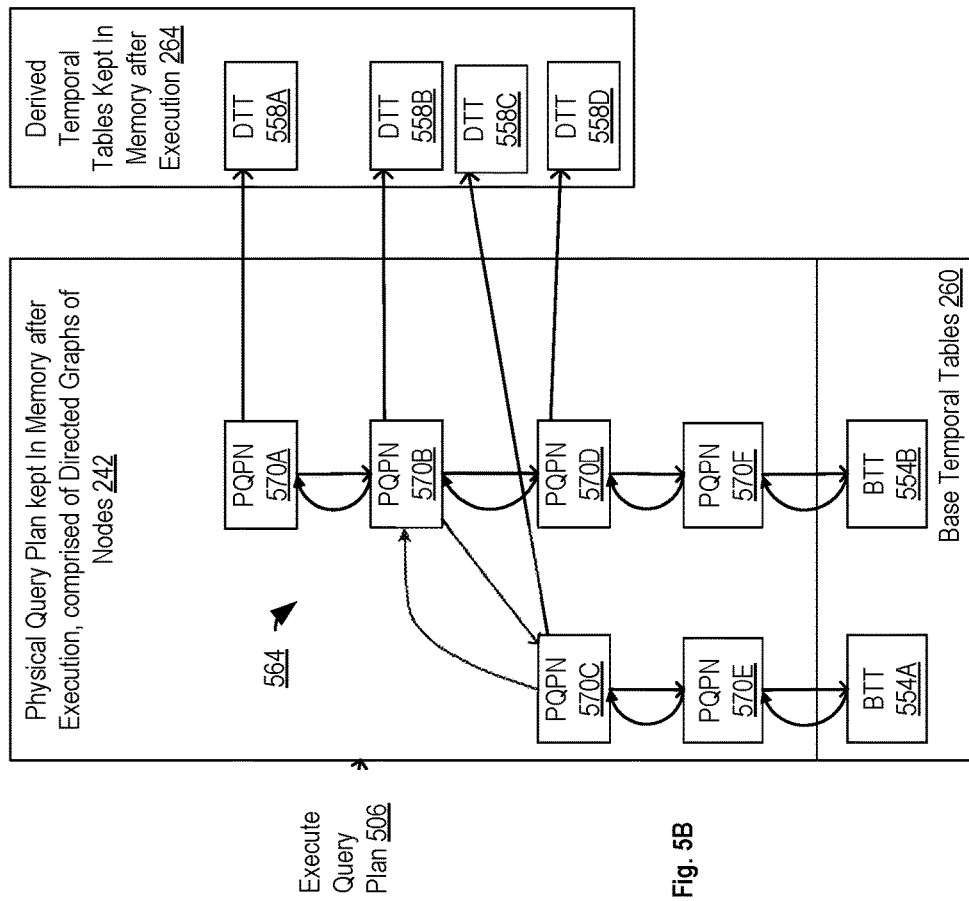 Execute
Query
Plan 506
Physical Query Plan kept In Memory after
Execution, comprised of Directed Graphs of
Nodes 242
564
PQPN
570A
PQPN
570B
PQPN
570C
PQPN
570D
PQPN
570E
PQPN
570F
BTT
554A
BTT
554B
Base Temporal Tables 260
Derived
Temporal
Tables Kept In
Memory after
Execution 264
DTT
558A
DTT
558B
DTT
558C
DTT
558D
Fig. 5B